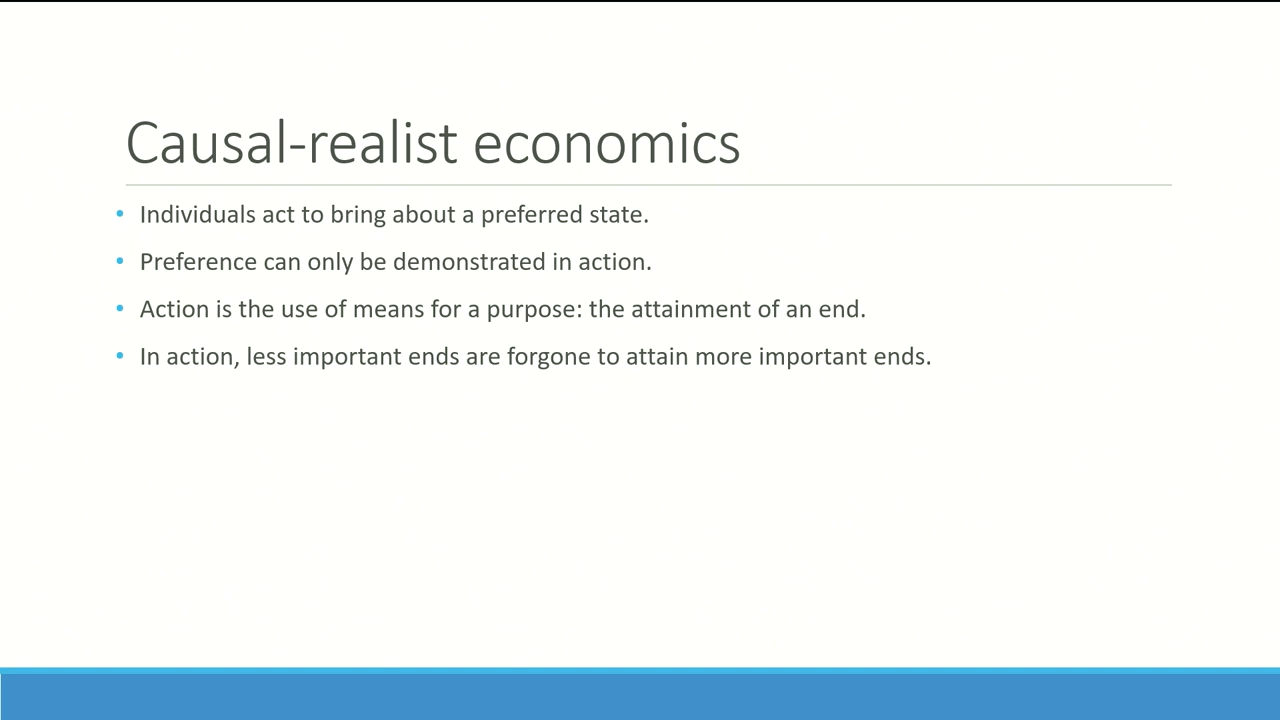 Causal-realist economics
• Individuals act to bring about a preferred state.
• Preference can only be demonstrated in action.
• Action is the use of means for a purpose: the attainment of an end.
• In action, less important ends are forgone to attain more important ends.